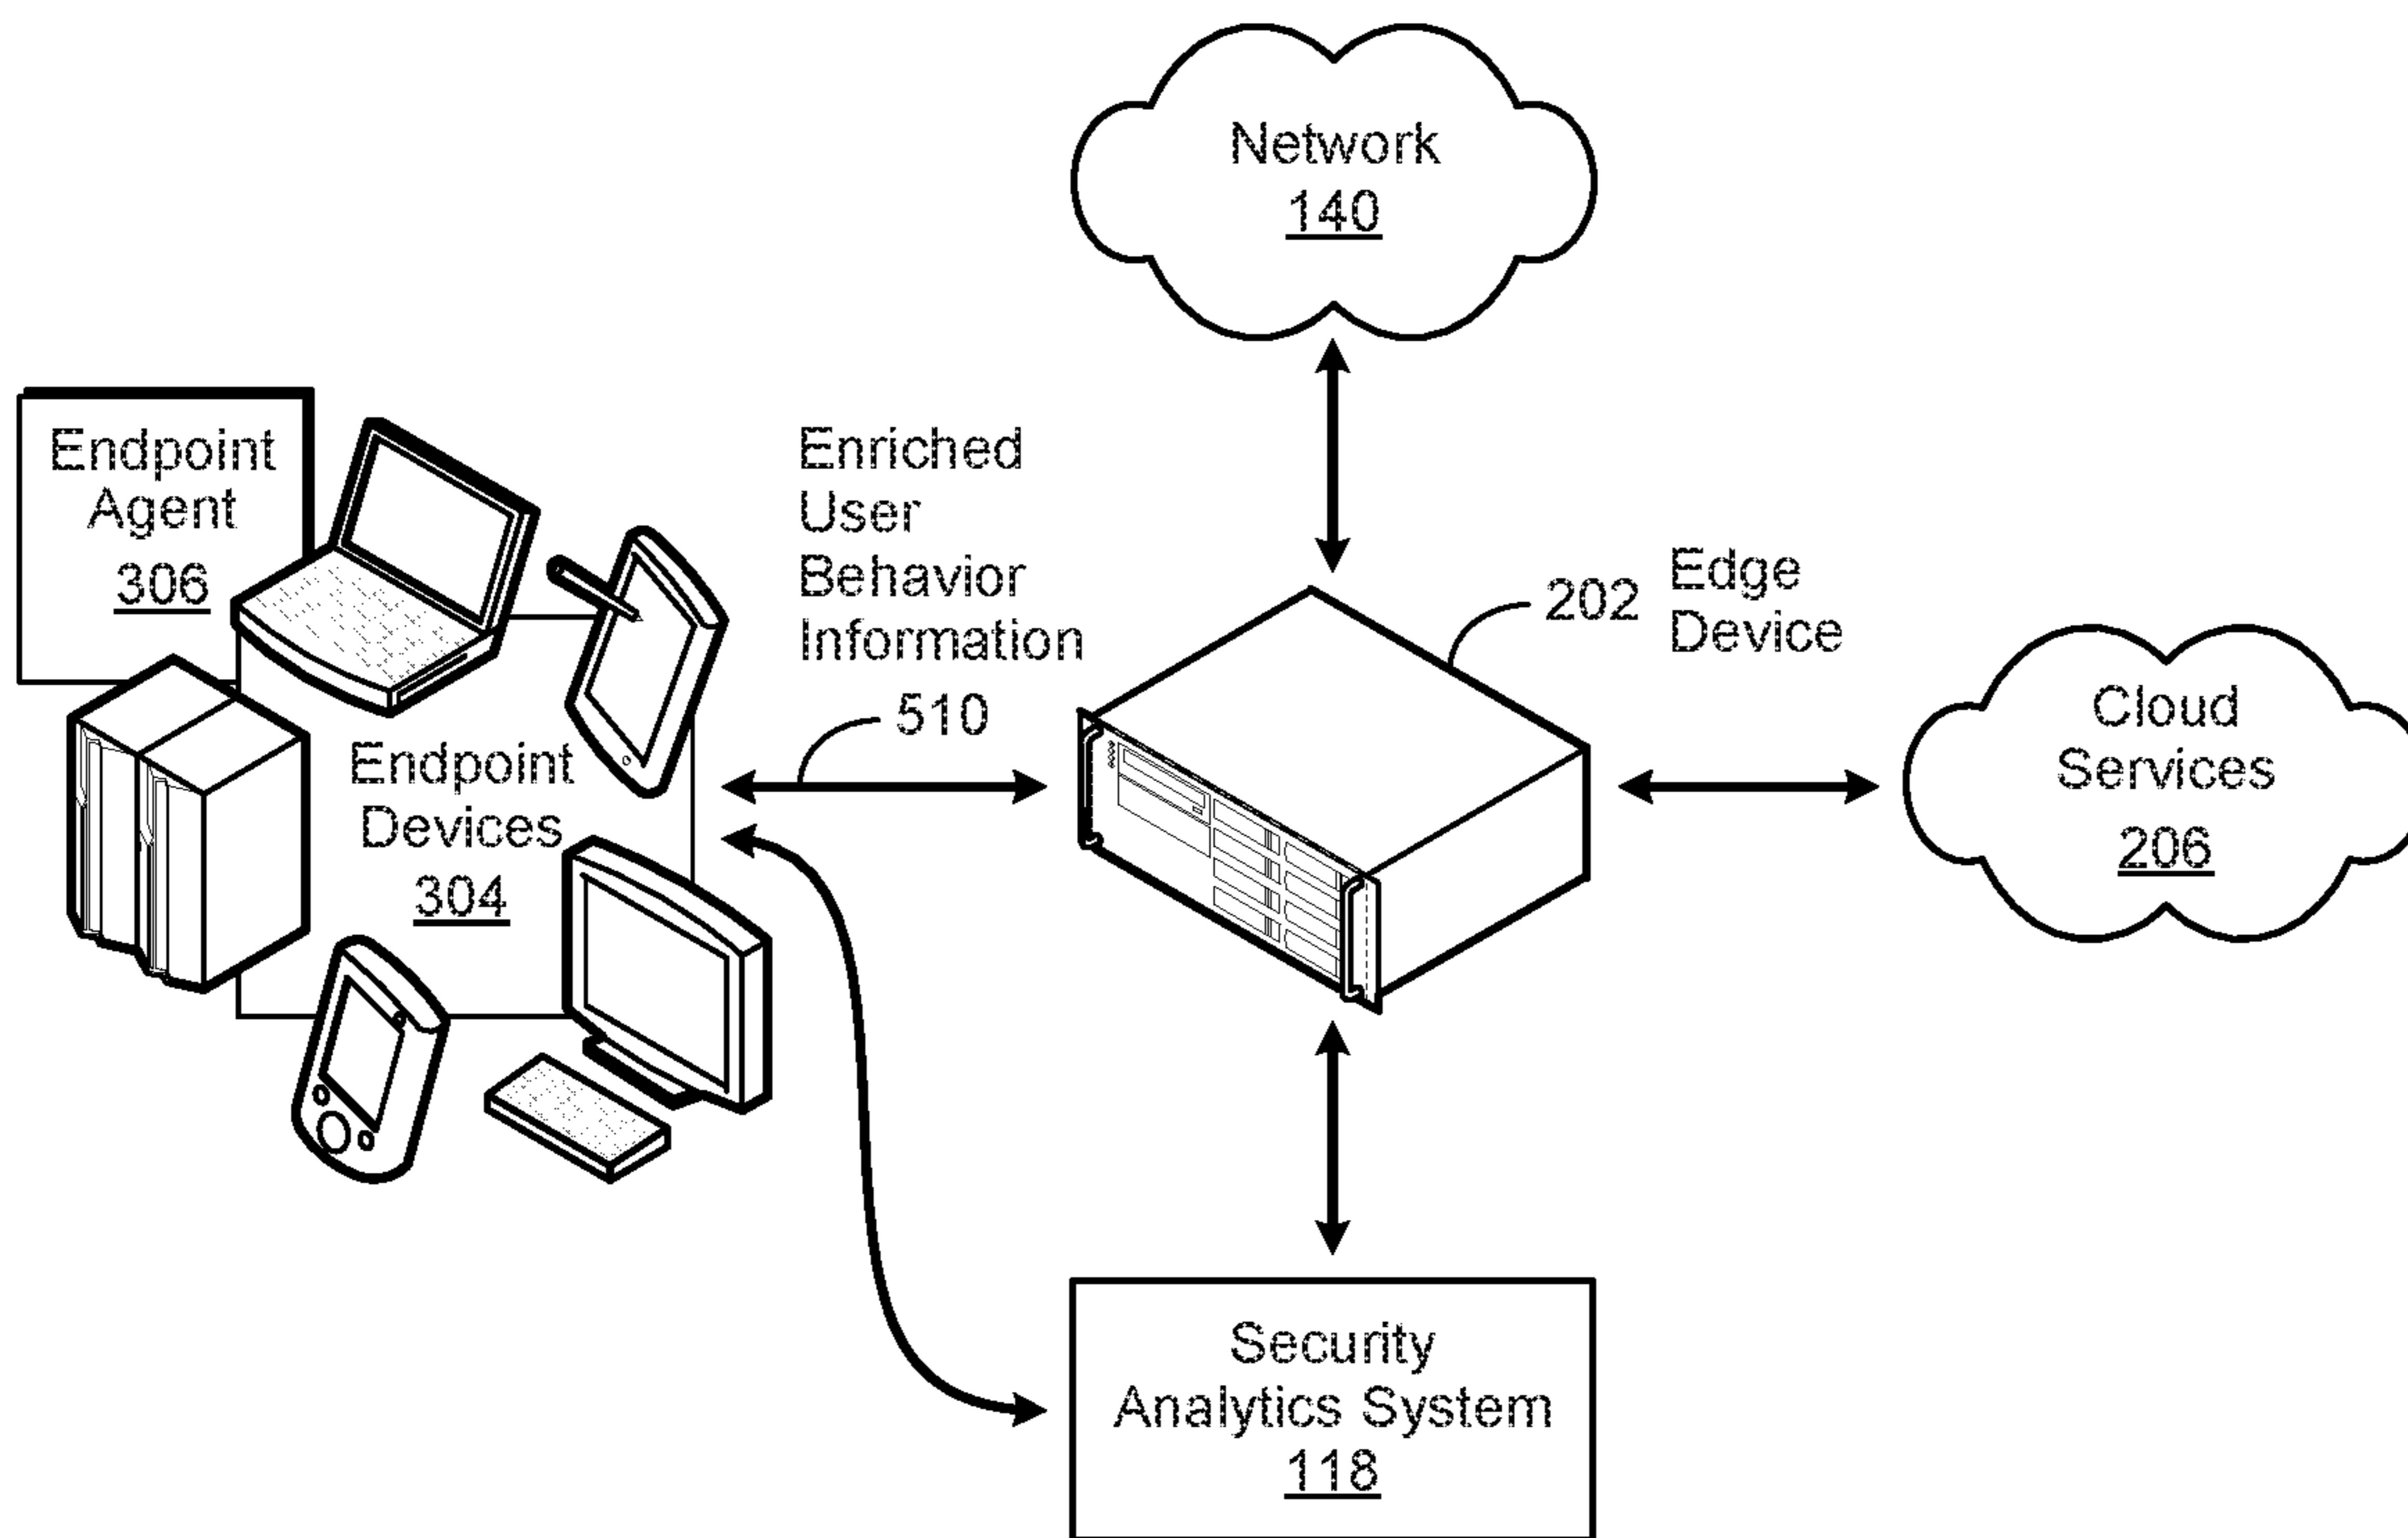 Network
140
Endpoint
Agent
306
Enriched
User
Behavior
Information
510
202
Edge
Device
Endpoint
Devices
304
Cloud
Services
206
Security
Analytics System
118